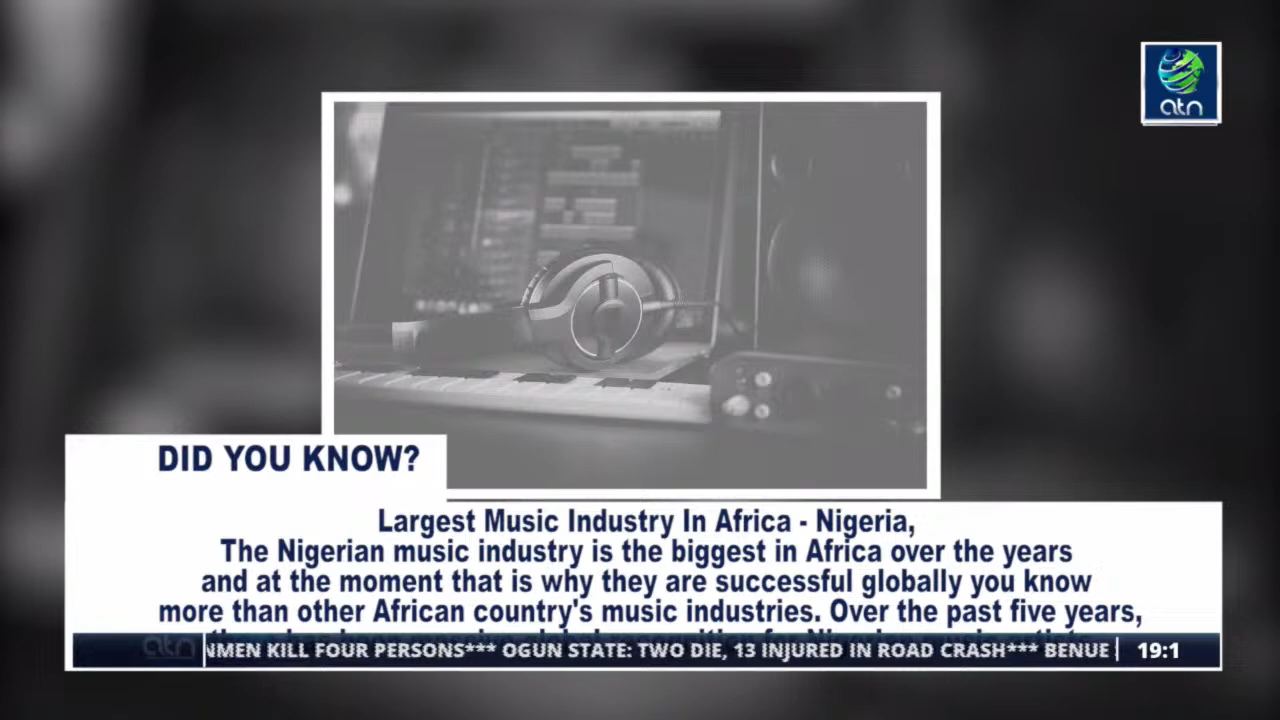 atn
DID YOU KNOW?
Largest Music Industry In Africa - Nigeria,
The Nigerian music industry is the biggest in Africa over the years
and at the moment that is why they are successful globally you know
more than other African country's music industries. Over the past five years,
atn
NMEN KILL FOUR PERSONS*** OGUN STATE: TWO DIE, 13 INJURED IN ROAD CRASH*** BENUE
19:1